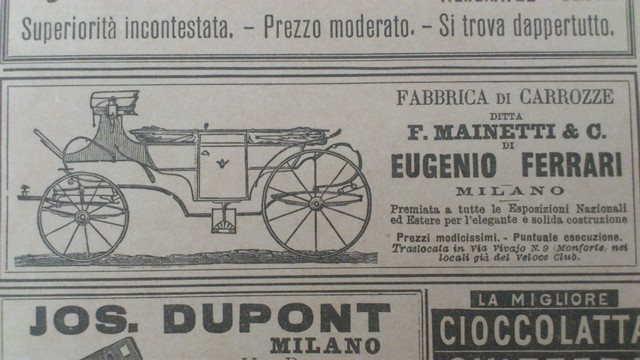 Superiorità incontestata. – Prezzo moderato. – Si trova dappertutto.
FABBRICA DI CARROZZE
DITTA
F. MAINETTI & C.
DI
EUGENIO FERRARI
MILANO
Premiata a tutte le Esposizioni Nazionali
ed Estere per l'elegante e solida costruzione
Prezzi modicissimi. - Puntuale esecuzione.
Traslocata in via Vivajo N. 9 (Monforte, nei
locali già del Veloce Club.
JOS. DUPONT
MILANO
LA MIGLIORE
CIOCCOLATTA